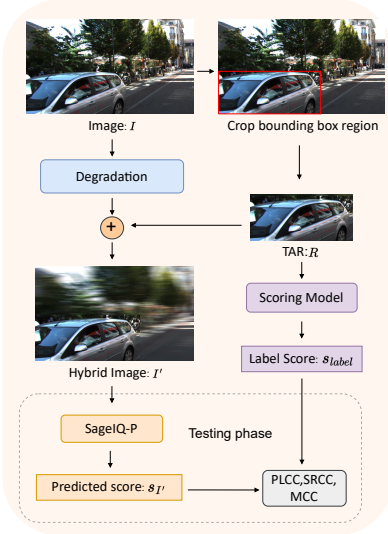 Image: I
Crop bounding box region
Degradation
+
TAR:R
Scoring Model
Hybrid Image: I′
Label Score: s_label
SageIQ-P
Testing phase
Predicted score: s_I′
PLCC,SRCC,
MCC